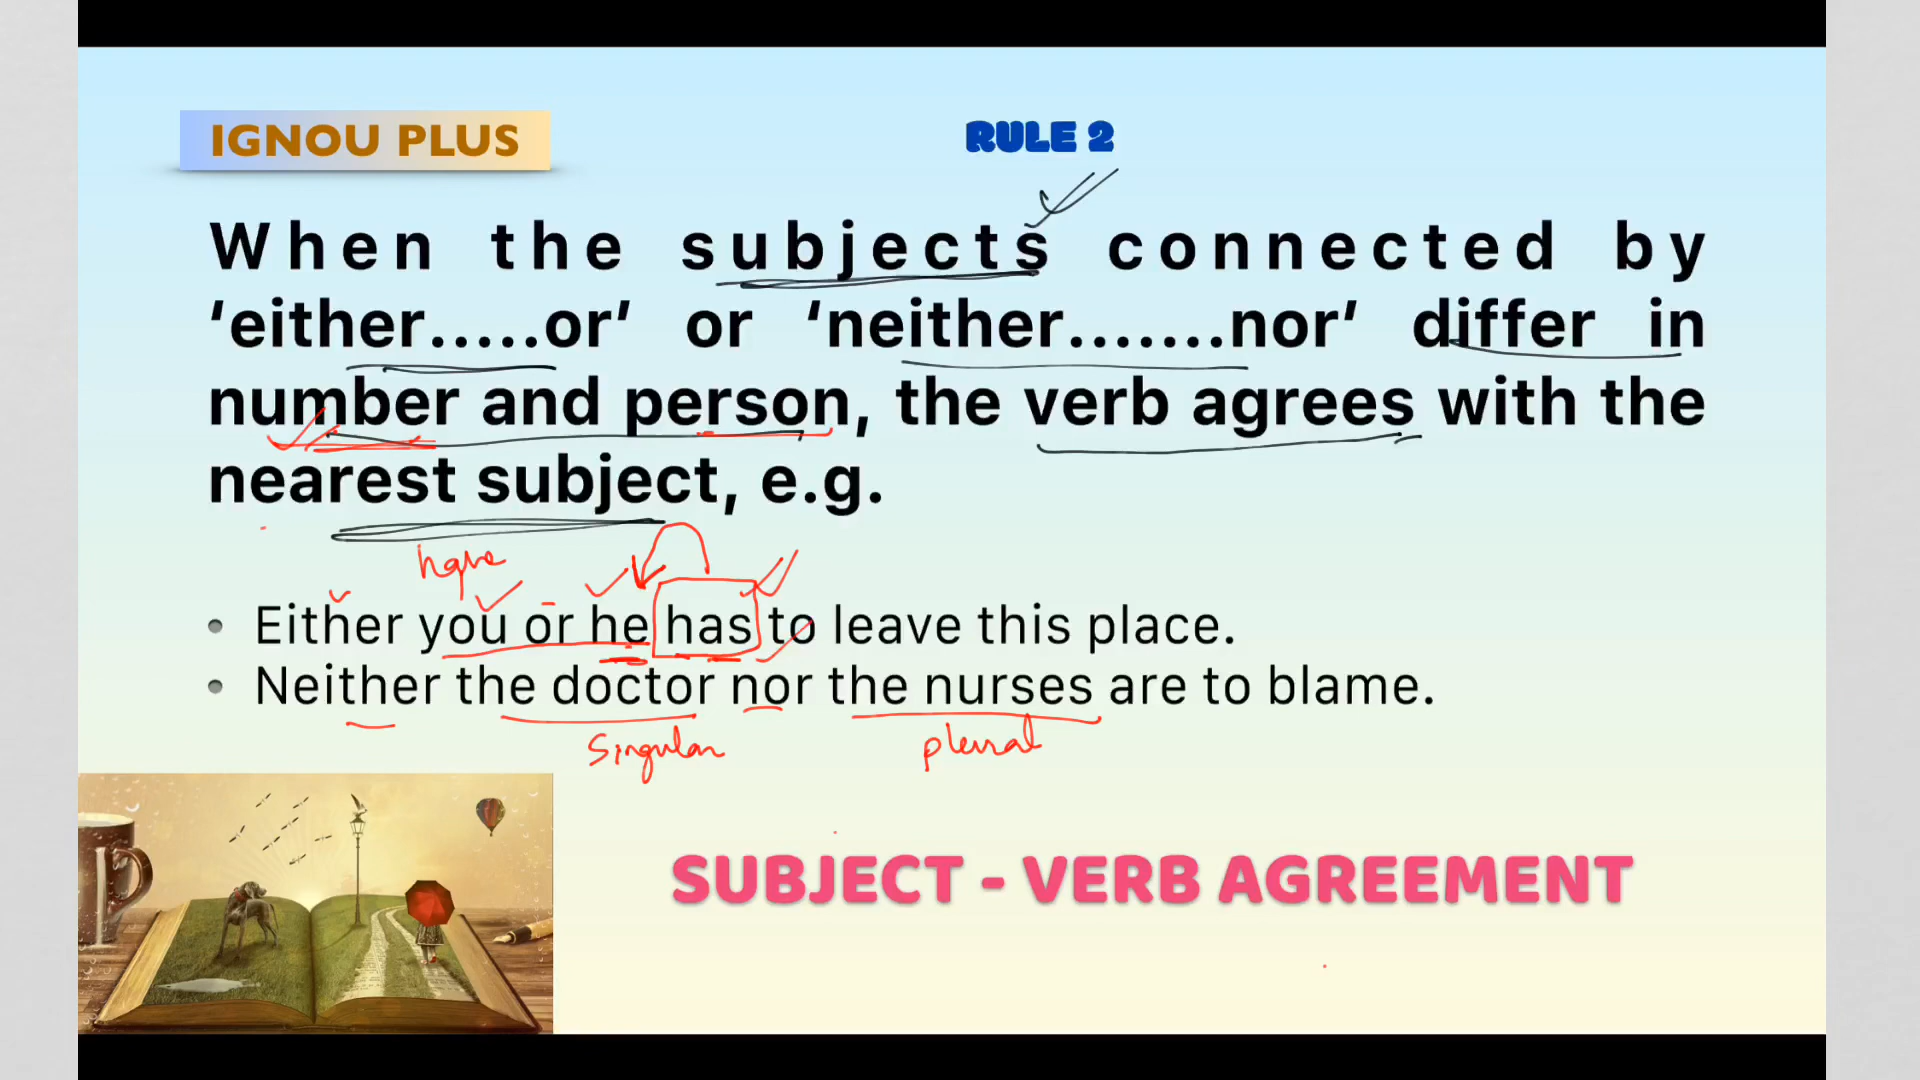 IGNOU PLUS
RULE 2
When the subjects connected by
‘either.....or’ or ‘neither.......nor’ differ in
number and person, the verb agrees with the
nearest subject, e.g.
have
• Either you or he has to leave this place.
• Neither the doctor nor the nurses are to blame.
Singular
plural
SUBJECT - VERB AGREEMENT